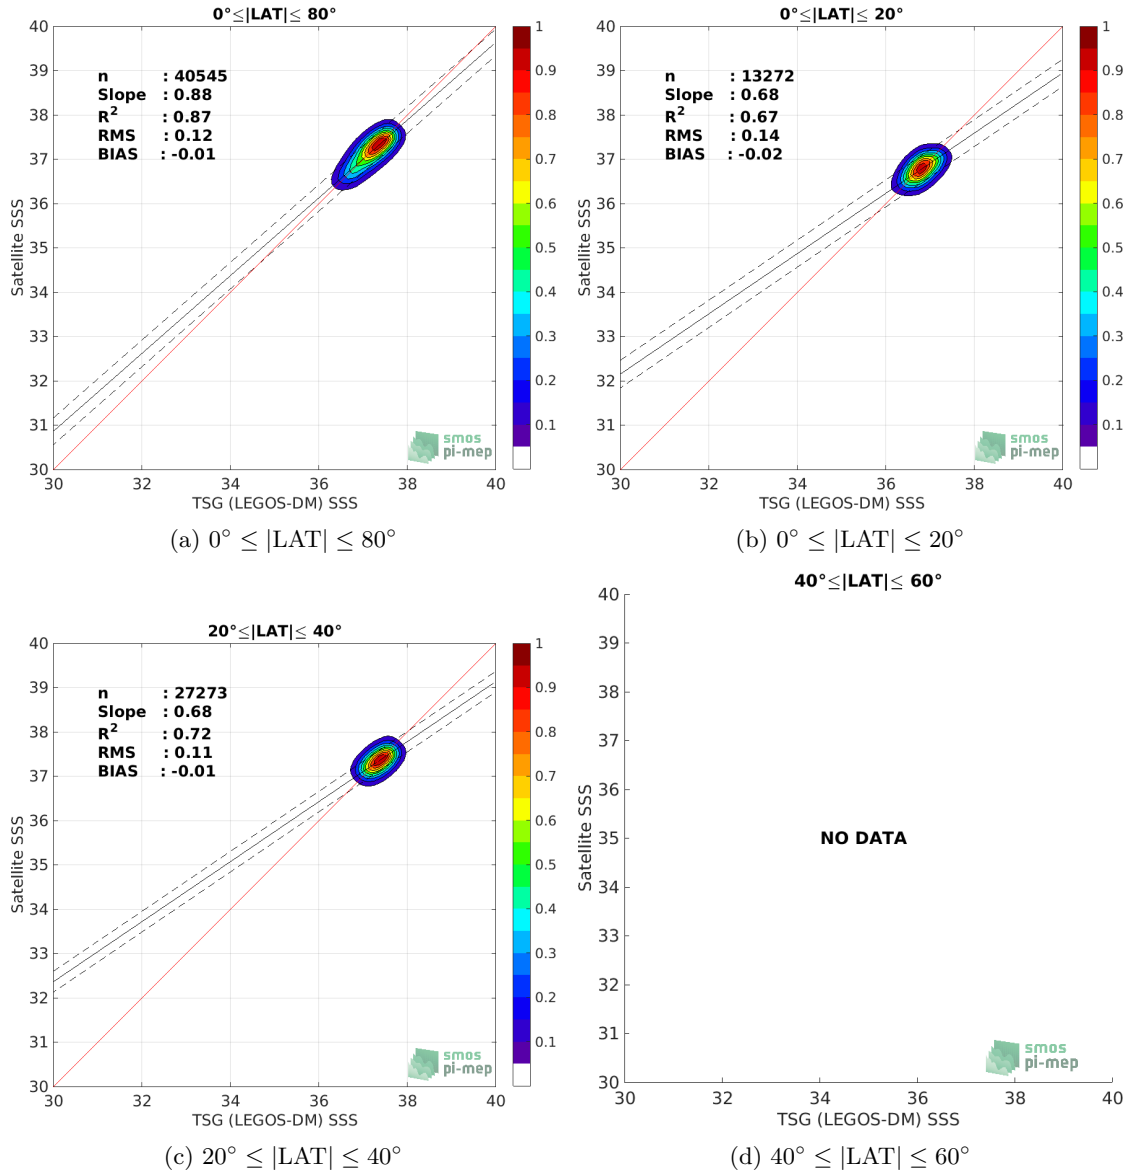 0°≤|LAT|≤ 80°
n : 40545
Slope : 0.88
R² : 0.87
RMS : 0.12
BIAS : -0.01
Satellite SSS
40
39
38
37
36
35
34
33
32
31
30
30 32 34 36 38 40
TSG (LEGOS-DM) SSS
1
0.9
0.8
0.7
0.6
0.5
0.4
0.3
0.2
0.1
smos
pi-mep
(a) 0° ≤ |LAT| ≤ 80°
0°≤|LAT|≤ 20°
n : 13272
Slope : 0.68
R² : 0.67
RMS : 0.14
BIAS : -0.02
Satellite SSS
40
39
38
37
36
35
34
33
32
31
30
30 32 34 36 38 40
TSG (LEGOS-DM) SSS
1
0.9
0.8
0.7
0.6
0.5
0.4
0.3
0.2
0.1
smos
pi-mep
(b) 0° ≤ |LAT| ≤ 20°
20°≤|LAT|≤ 40°
n : 27273
Slope : 0.68
R² : 0.72
RMS : 0.11
BIAS : -0.01
Satellite SSS
40
39
38
37
36
35
34
33
32
31
30
30 32 34 36 38 40
TSG (LEGOS-DM) SSS
1
0.9
0.8
0.7
0.6
0.5
0.4
0.3
0.2
0.1
smos
pi-mep
(c) 20° ≤ |LAT| ≤ 40°
40°≤|LAT|≤ 60°
Satellite SSS
40
39
38
37
36
35
34
33
32
31
30
NO DATA
30 32 34 36 38 40
TSG (LEGOS-DM) SSS
smos
pi-mep
(d) 40° ≤ |LAT| ≤ 60°